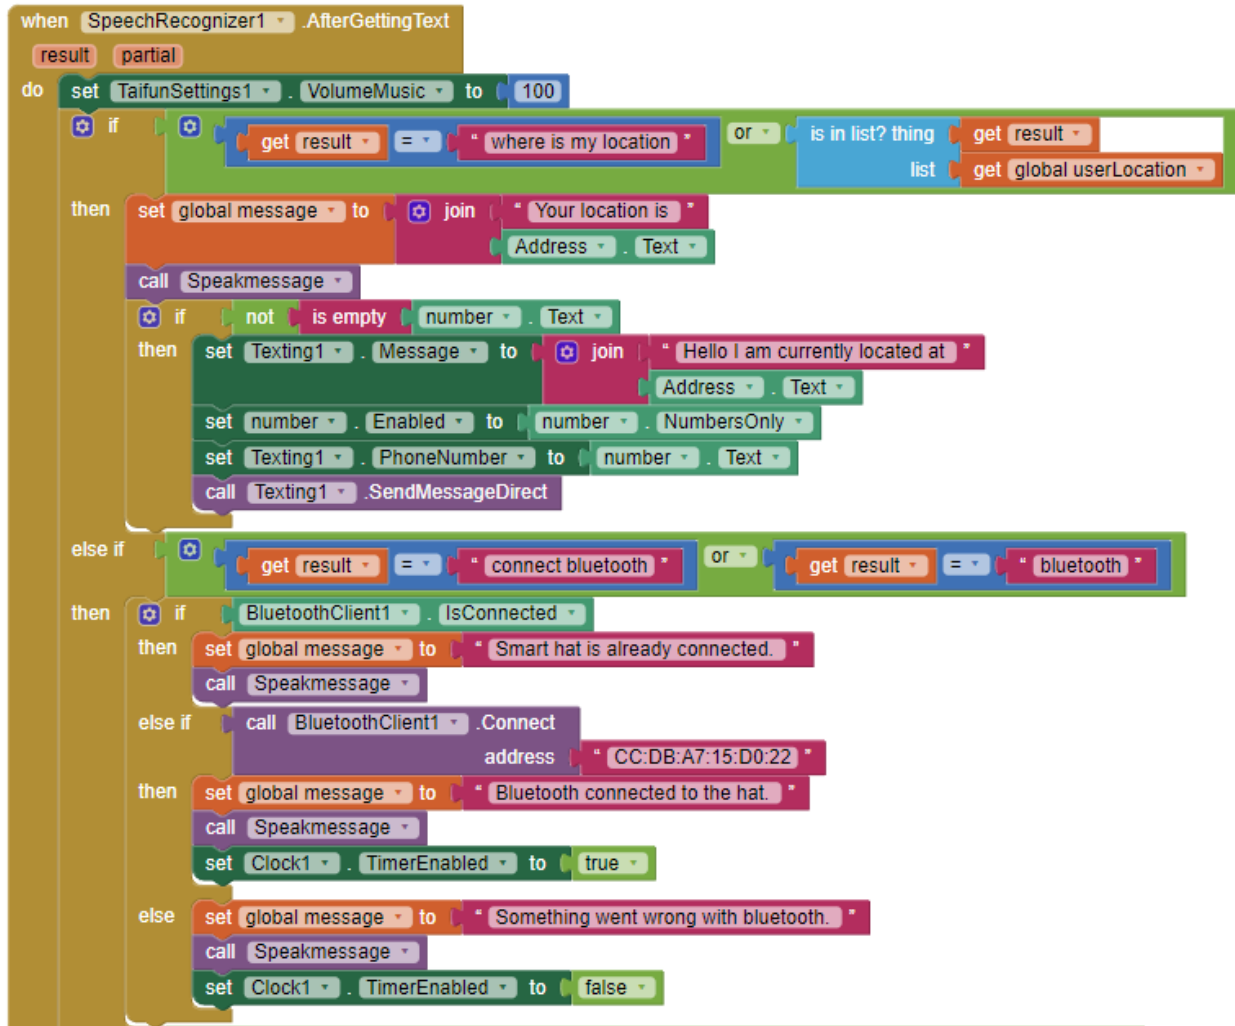 when SpeechRecognizer1 .AfterGettingText
result partial
do set TaifunSettings1 . VolumeMusic to 100
if get result = " where is my location " or is in list? thing get result
list get global userLocation
then set global message to join " Your location is "
Address . Text
call Speakmessage
if not is empty number . Text
then set Texting1 . Message to join " Hello I am currently located at "
Address . Text
set number . Enabled to number . NumbersOnly
set Texting1 . PhoneNumber to number . Text
call Texting1 .SendMessageDirect
else if get result = " connect bluetooth " or get result = " bluetooth "
then if BluetoothClient1 . IsConnected
then set global message to " Smart hat is already connected. "
call Speakmessage
else if call BluetoothClient1 .Connect
address " CC:DB:A7:15:D0:22 "
then set global message to " Bluetooth connected to the hat. "
call Speakmessage
set Clock1 . TimerEnabled to true
else set global message to " Something went wrong with bluetooth. "
call Speakmessage
set Clock1 . TimerEnabled to false